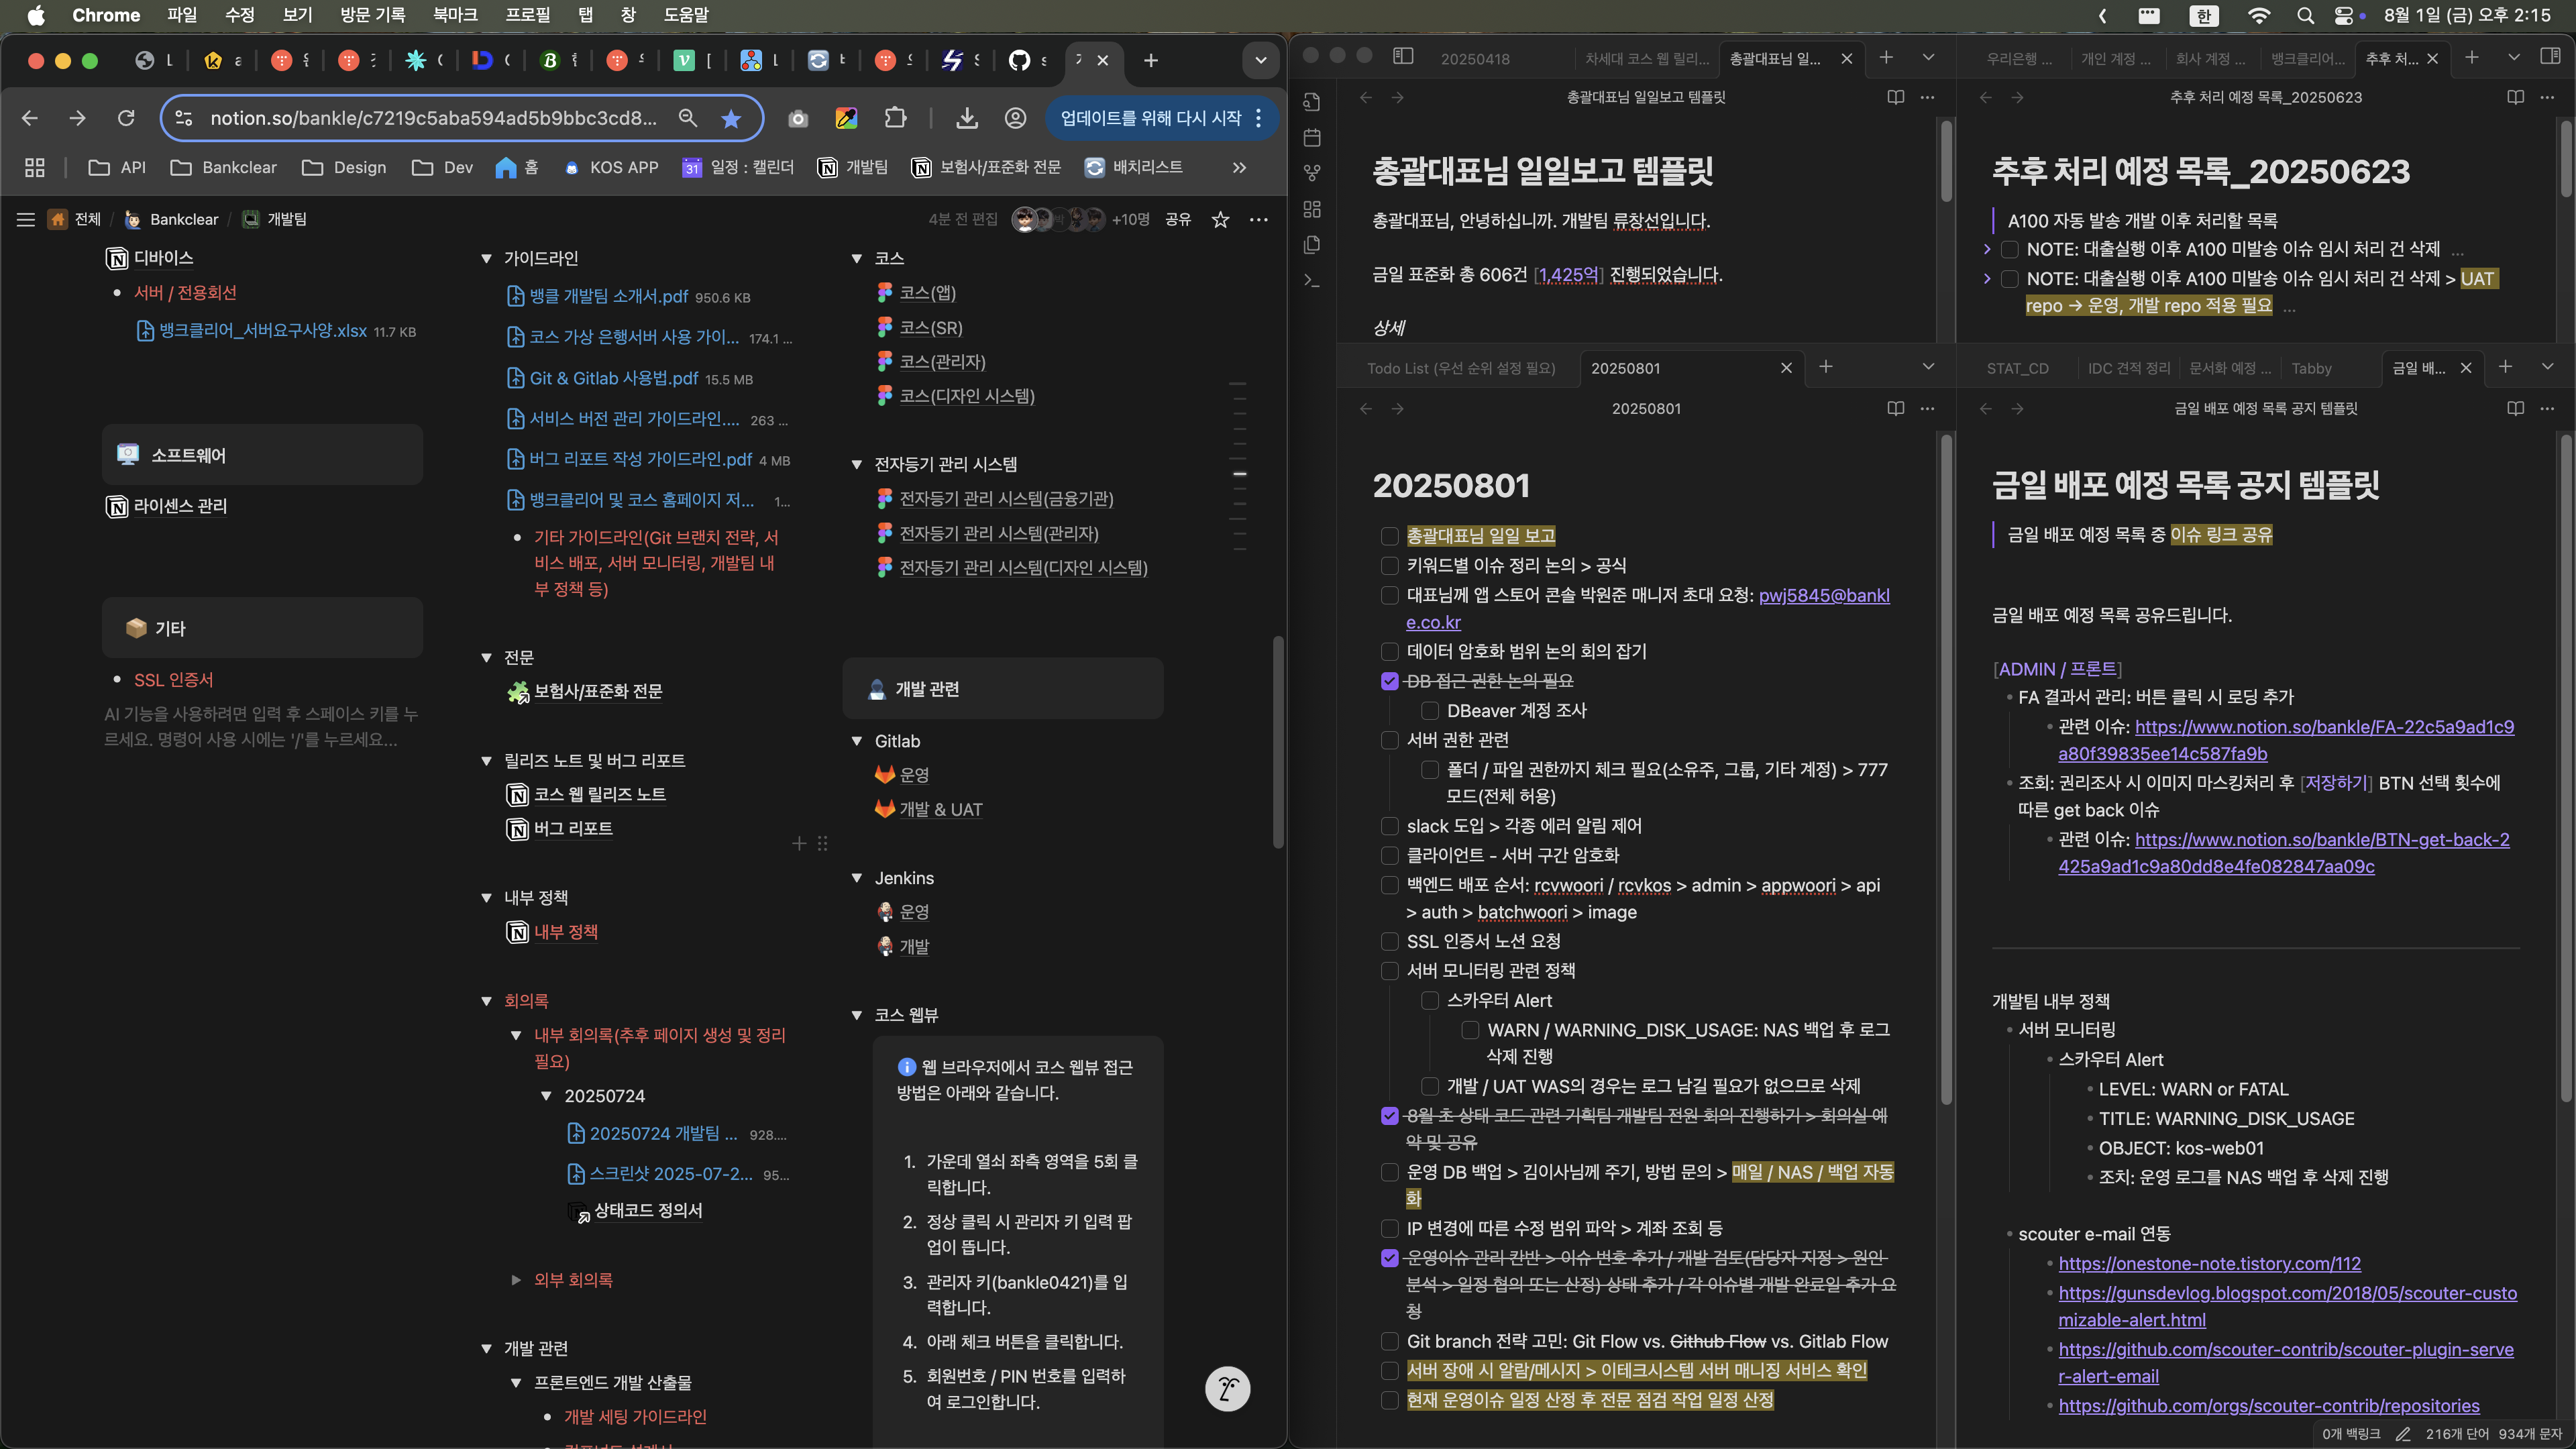 Chrome 파일 수정 보기 방문 기록 북마크 프로필 탭 창 도움말
한 8월 1일 (금) 오후 2:15
notion.so/bankle/c7219c5aba594ad5b9bbc3cd8...
업데이트를 위해 다시 시작
API Bankclear Design Dev 홈 KOS APP 일정 : 캘린더 개발팀 보험사/표준화 전문 배치리스트
전체 / Bankclear / 개발팀
4분 전 편집 +10명 공유
디바이스
서버 / 전용회선
뱅크클리어_서버요구사양.xlsx 11.7 KB
소프트웨어
라이센스 관리
기타
SSL 인증서
AI 기능을 사용하려면 입력 후 스페이스 키를 누
르세요. 명령어 사용 시에는 '/'를 누르세요...
가이드라인
뱅클 개발팀 소개서.pdf 950.6 KB
코스 가상 은행서버 사용 가이... 174.1 ...
Git & Gitlab 사용법.pdf 15.5 MB
서비스 버전 관리 가이드라인.... 263 ...
버그 리포트 작성 가이드라인.pdf 4 MB
뱅크클리어 및 코스 홈페이지 저... 1...
기타 가이드라인(Git 브랜치 전략, 서
비스 배포, 서버 모니터링, 개발팀 내
부 정책 등)
전문
보험사/표준화 전문
릴리즈 노트 및 버그 리포트
코스 웹 릴리즈 노트
버그 리포트
내부 정책
내부 정책
회의록
내부 회의록(추후 페이지 생성 및 정리
필요)
20250724
20250724 개발팀 ... 928....
스크린샷 2025-07-2... 95...
상태코드 정의서
외부 회의록
개발 관련
프론트엔드 개발 산출물
개발 세팅 가이드라인
코스
코스(앱)
코스(SR)
코스(관리자)
코스(디자인 시스템)
전자등기 관리 시스템
전자등기 관리 시스템(금융기관)
전자등기 관리 시스템(관리자)
전자등기 관리 시스템(디자인 시스템)
개발 관련
Gitlab
운영
개발 & UAT
Jenkins
운영
개발
코스 웹뷰
웹 브라우저에서 코스 웹뷰 접근
방법은 아래와 같습니다.
1. 가운데 열쇠 좌측 영역을 5회 클
릭합니다.
2. 정상 클릭 시 관리자 키 입력 팝
업이 뜹니다.
3. 관리자 키(bankle0421)를 입
력합니다.
4. 아래 체크 버튼을 클릭합니다.
5. 회원번호 / PIN 번호를 입력하
여 로그인합니다.
20250418 차세대 코스 웹 릴리... 총괄대표님 일...
총괄대표님 일일보고 템플릿
총괄대표님 일일보고 템플릿
총괄대표님, 안녕하십니까. 개발팀 류창선입니다.
금일 표준화 총 606건 [1,425억] 진행되었습니다.
상세
우리은행 ... 개인 계정 ... 회사 계정 ... 뱅크클리어... 추후 처...
추후 처리 예정 목록_20250623
추후 처리 예정 목록_20250623
A100 자동 발송 개발 이후 처리할 목록
NOTE: 대출실행 이후 A100 미발송 이슈 임시 처리 건 삭제 ...
NOTE: 대출실행 이후 A100 미발송 이슈 임시 처리 건 삭제 > UAT
repo → 운영, 개발 repo 적용 필요 ...
Todo List (우선 순위 설정 필요) 20250801
20250801
20250801
총괄대표님 일일 보고
키워드별 이슈 정리 논의 > 공식
대표님께 앱 스토어 콘솔 박원준 매니저 초대 요청: pwj5845@bankl
e.co.kr
데이터 암호화 범위 논의 회의 잡기
DB 접근 권한 논의 필요
DBeaver 계정 조사
서버 권한 관련
폴더 / 파일 권한까지 체크 필요(소유주, 그룹, 기타 계정) > 777
모드(전체 허용)
slack 도입 > 각종 에러 알림 제어
클라이언트 - 서버 구간 암호화
백엔드 배포 순서: rcvwoori / rcvkos > admin > appwoori > api
> auth > batchwoori > image
SSL 인증서 노션 요청
서버 모니터링 관련 정책
스카우터 Alert
WARN / WARNING_DISK_USAGE: NAS 백업 후 로그
삭제 진행
개발 / UAT WAS의 경우는 로그 남길 필요가 없으므로 삭제
8월 초 상태 코드 관련 기획팀 개발팀 전원 회의 진행하기 > 회의실 예
약 및 공유
운영 DB 백업 > 김이사님께 주기, 방법 문의 > 매일 / NAS / 백업 자동
화
IP 변경에 따른 수정 범위 파악 > 계좌 조회 등
운영이슈 관리 칸반 > 이슈 번호 추가 / 개발 검토(담당자 지정 > 원인
분석 > 일정 협의 또는 산정) 상태 추가 / 각 이슈별 개발 완료일 추가 요
청
Git branch 전략 고민: Git Flow vs. Github Flow vs. Gitlab Flow
서버 장애 시 알람/메시지 > 이테크시스템 서버 매니징 서비스 확인
현재 운영이슈 일정 산정 후 전문 점검 작업 일정 산정
STAT_CD IDC 견적 정리 문서화 예정 ... Tabby 금일 배...
금일 배포 예정 목록 공지 템플릿
금일 배포 예정 목록 공지 템플릿
금일 배포 예정 목록 중 이슈 링크 공유
금일 배포 예정 목록 공유드립니다.
[ADMIN / 프론트]
FA 결과서 관리: 버튼 클릭 시 로딩 추가
관련 이슈: https://www.notion.so/bankle/FA-22c5a9ad1c9
a80f39835ee14c587fa9b
조회: 권리조사 시 이미지 마스킹처리 후 [저장하기] BTN 선택 횟수에
따른 get back 이슈
관련 이슈: https://www.notion.so/bankle/BTN-get-back-2
425a9ad1c9a80dd8e4fe082847aa09c
개발팀 내부 정책
서버 모니터링
스카우터 Alert
LEVEL: WARN or FATAL
TITLE: WARNING_DISK_USAGE
OBJECT: kos-web01
조치: 운영 로그를 NAS 백업 후 삭제 진행
scouter e-mail 연동
https://onestone-note.tistory.com/112
https://gunsdevlog.blogspot.com/2018/05/scouter-custo
mizable-alert.html
https://github.com/scouter-contrib/scouter-plugin-serve
r-alert-email
https://github.com/orgs/scouter-contrib/repositories
0개 백링크 216개 단어 934개 문자